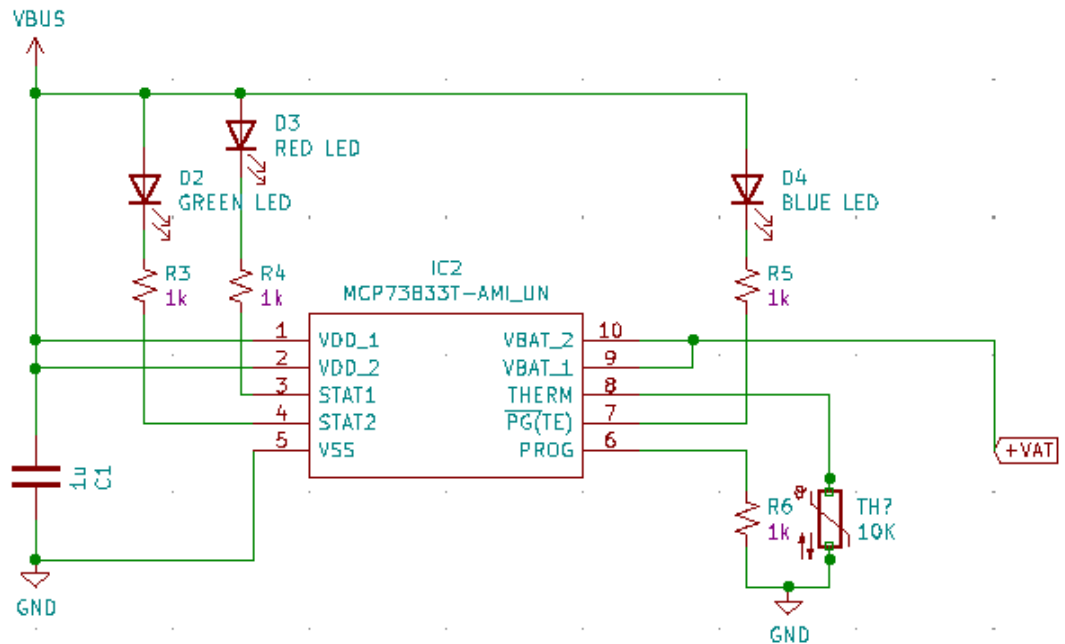 VBUS
D3
RED LED
D2
GREEN LED
D4
BLUE LED
R3
1k
R4
1k
R5
1k
IC2
MCP73833T-AMI_UN
1
VDD_1
2
VDD_2
3
STAT1
4
STAT2
5
VSS
VBAT_2
10
VBAT_1
9
THERM
8
PG(TE)
7
PROG
6
+VAT
1u
C1
R6
1k
TH?
10K
GND
GND